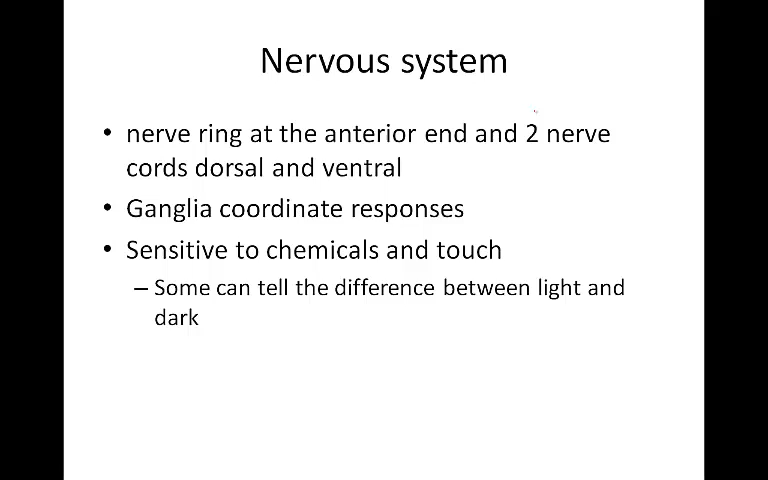 Nervous system
• nerve ring at the anterior end and 2 nerve
cords dorsal and ventral
• Ganglia coordinate responses
• Sensitive to chemicals and touch
– Some can tell the difference between light and
dark